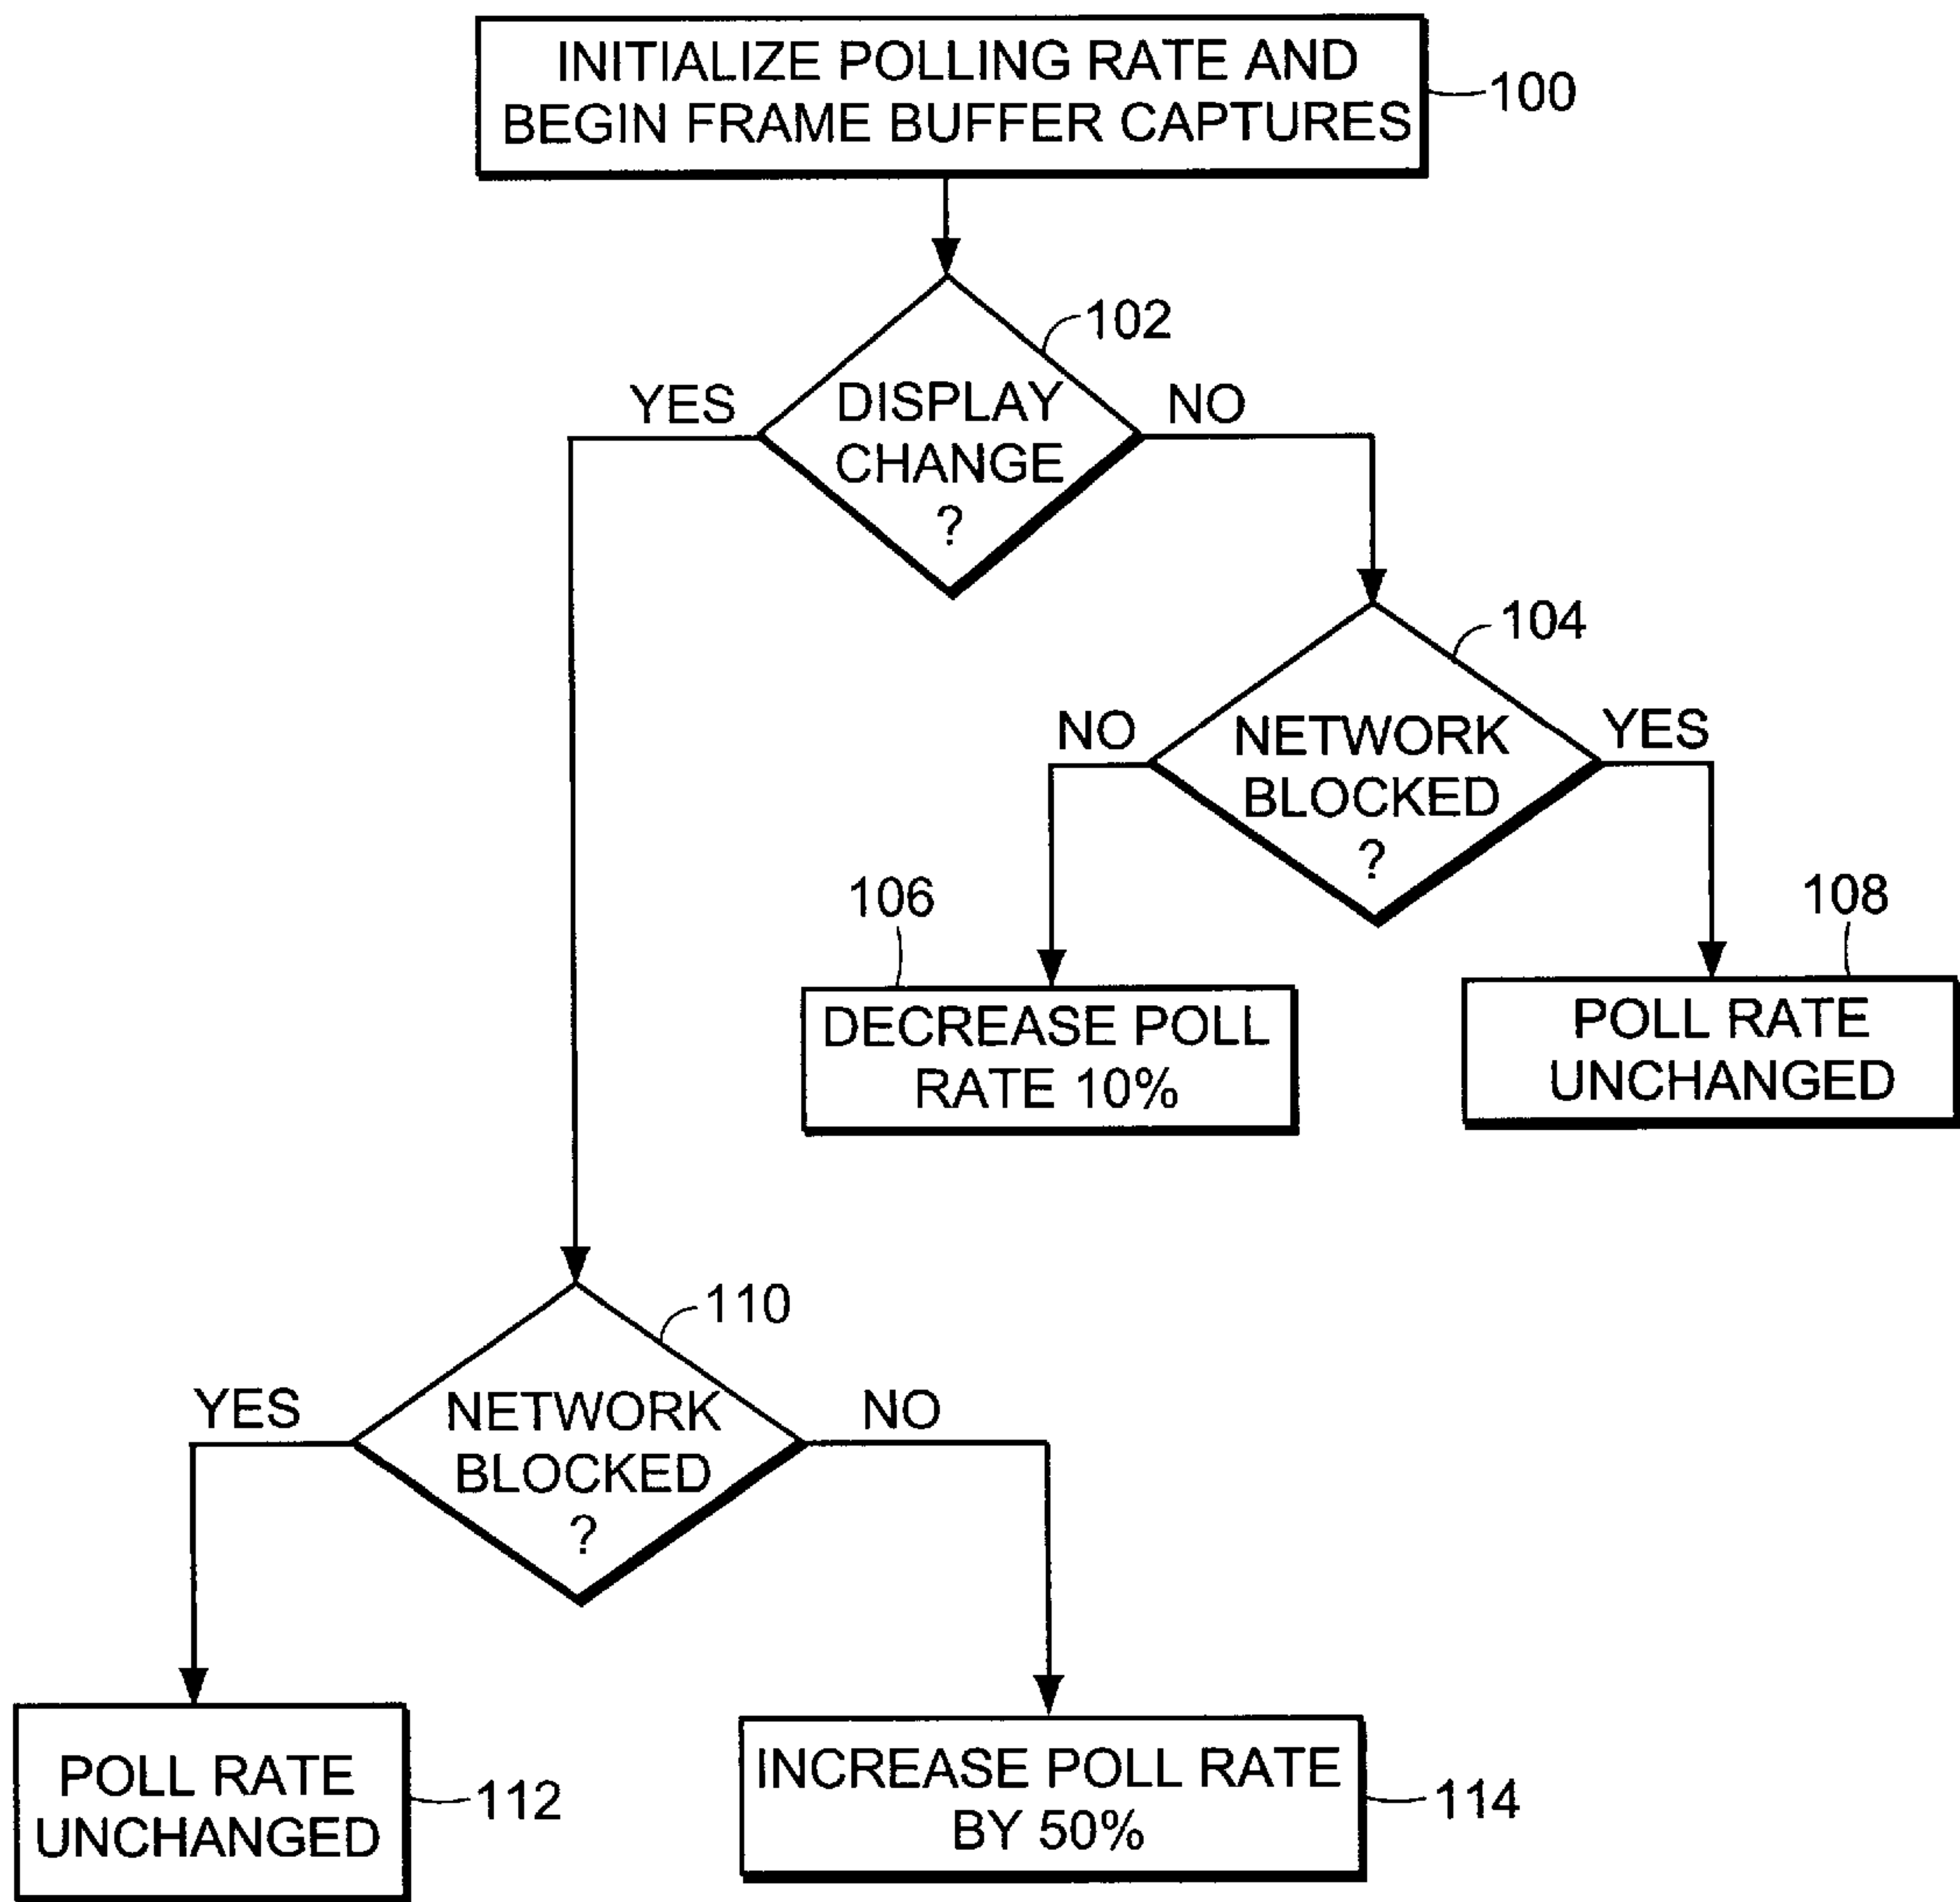 INITIALIZE POLLING RATE AND
BEGIN FRAME BUFFER CAPTURES
100
102
YES
DISPLAY
CHANGE
?
NO
104
NO
NETWORK
BLOCKED
?
YES
106
108
DECREASE POLL
RATE 10%
POLL RATE
UNCHANGED
110
YES
NETWORK
BLOCKED
?
NO
POLL RATE
UNCHANGED
112
INCREASE POLL RATE
BY 50%
114